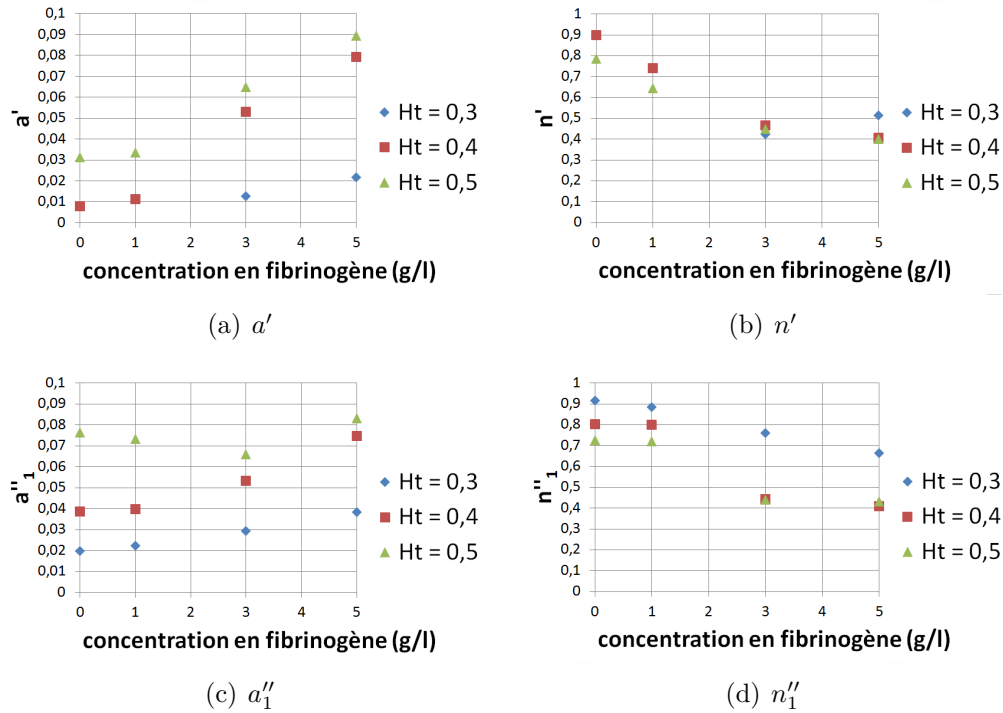 a'
0,1
0,09
0,08
0,07
0,06
0,05
0,04
0,03
0,02
0,01
0
0 1 2 3 4 5
concentration en fibrinogène (g/l)
Ht = 0,3
Ht = 0,4
Ht = 0,5
(a) a′
n'
1
0,9
0,8
0,7
0,6
0,5
0,4
0,3
0,2
0,1
0
0 1 2 3 4 5
concentration en fibrinogène (g/l)
Ht = 0,3
Ht = 0,4
Ht = 0,5
(b) n′
a''1
0,1
0,09
0,08
0,07
0,06
0,05
0,04
0,03
0,02
0,01
0
0 1 2 3 4 5
concentration en fibrinogène (g/l)
Ht = 0,3
Ht = 0,4
Ht = 0,5
(c) a″₁
n''1
1
0,9
0,8
0,7
0,6
0,5
0,4
0,3
0,2
0,1
0
0 1 2 3 4 5
concentration en fibrinogène (g/l)
Ht = 0,3
Ht = 0,4
Ht = 0,5
(d) n″₁